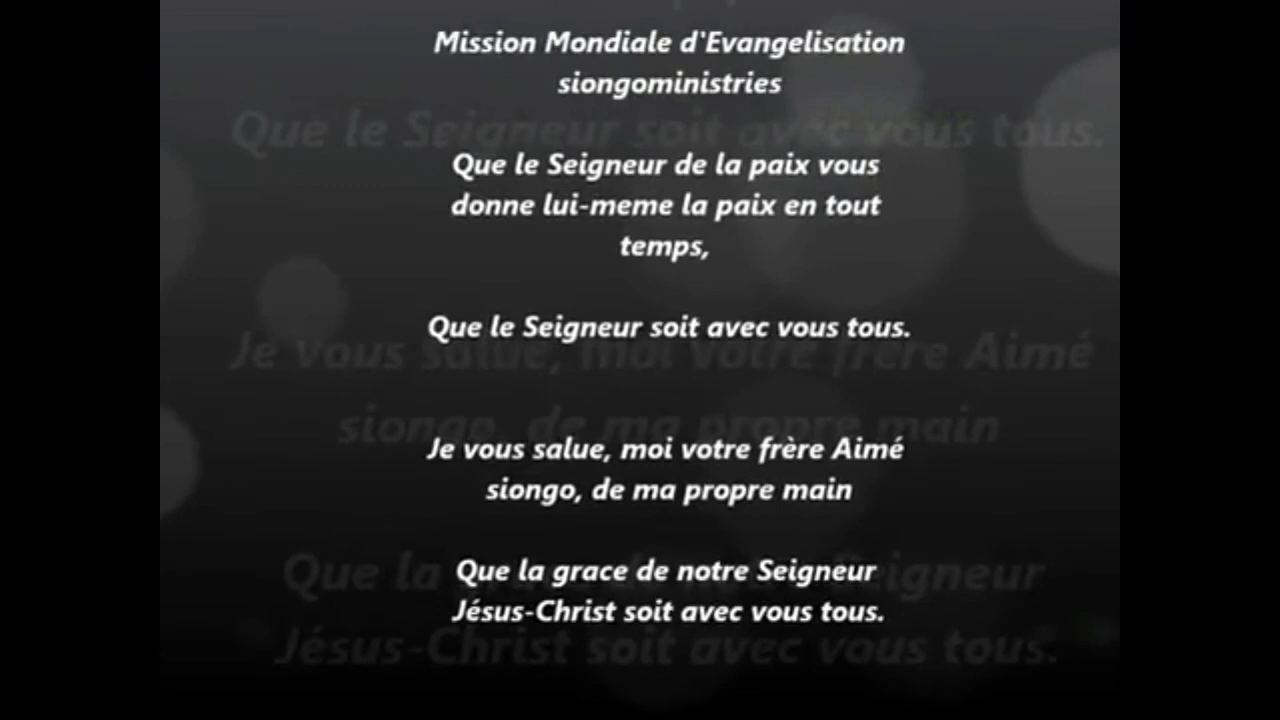 Mission Mondiale d'Evangelisation
siongoministries
Que le Seigneur de la paix vous
donne lui-meme la paix en tout
temps,
Que le Seigneur soit avec vous tous.
Je vous salue, moi votre frère Aimé
siongo, de ma propre main
Que la grace de notre Seigneur
Jésus-Christ soit avec vous tous.